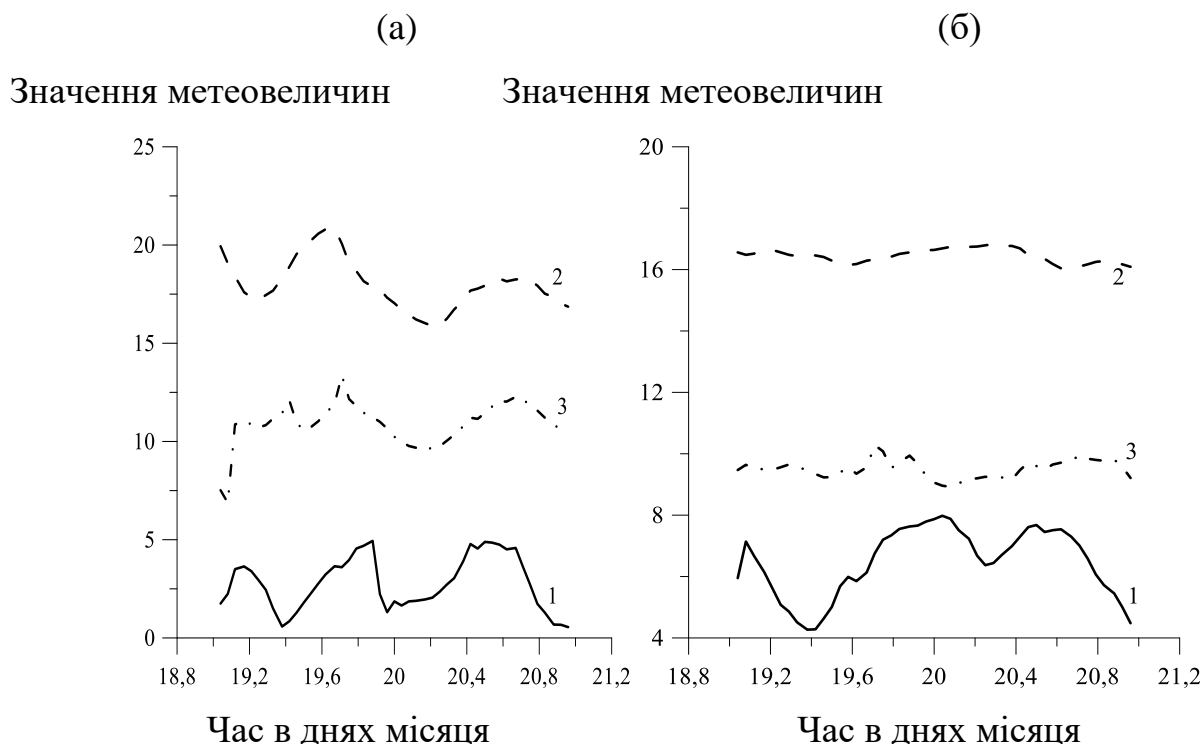 (а) (б)
Значення метеовеличин Значення метеовеличин
25
20
15
10
5
0
2
3
1
18,8 19,2 19,6 20 20,4 20,8 21,2
Час в днях місяця
20
16
12
8
4
2
3
1
18,8 19,2 19,6 20 20,4 20,8 21,2
Час в днях місяця